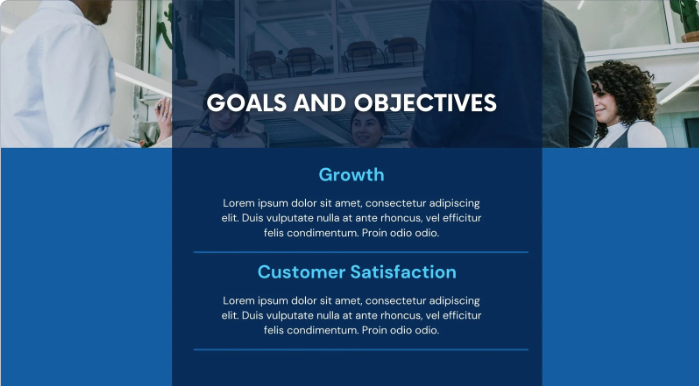 GOALS AND OBJECTIVES
Growth
Lorem ipsum dolor sit amet, consectetur adipiscing
elit. Duis vulputate nulla at ante rhoncus, vel efficitur
felis condimentum. Proin odio odio.
Customer Satisfaction
Lorem ipsum dolor sit amet, consectetur adipiscing
elit. Duis vulputate nulla at ante rhoncus, vel efficitur
felis condimentum. Proin odio odio.